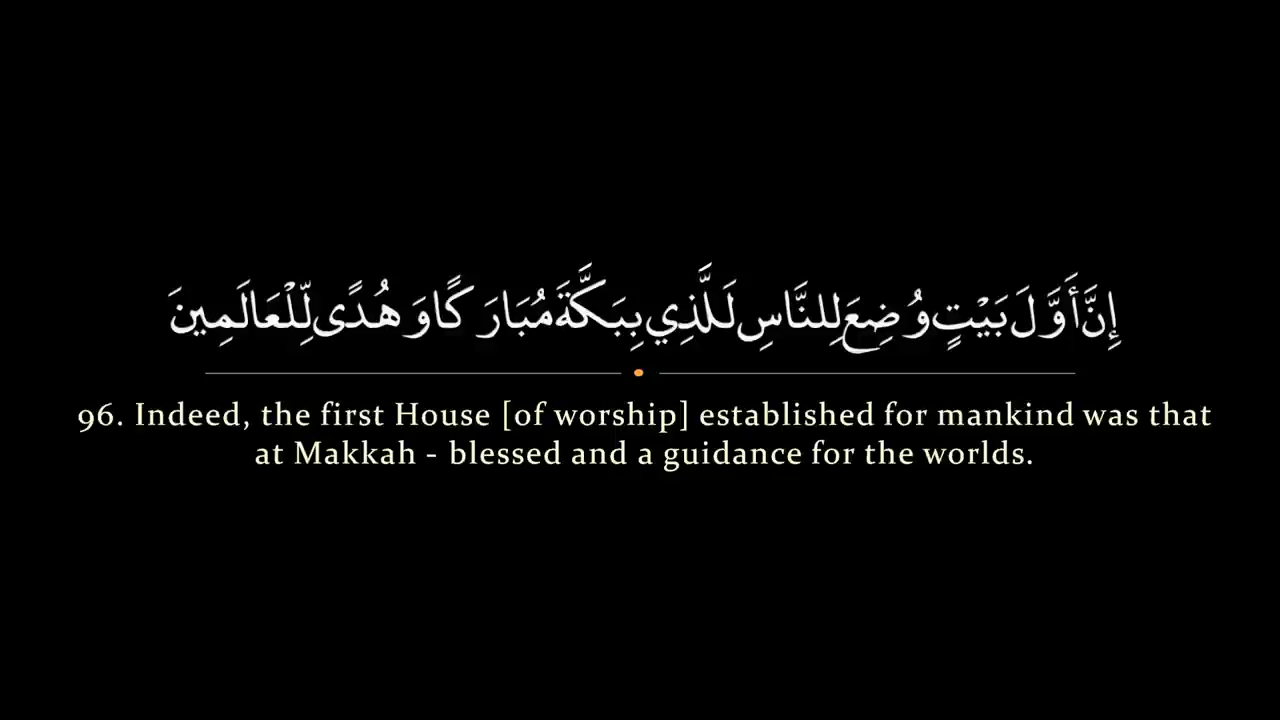 إِنَّ أَوَّلَ بَيْتٍ وُضِعَ لِلنَّاسِ لَلَّذِي بِبَكَّةَ مُبَارَكًا وَهُدًى لِّلْعَالَمِينَ
96. Indeed, the first House [of worship] established for mankind was that
at Makkah - blessed and a guidance for the worlds.